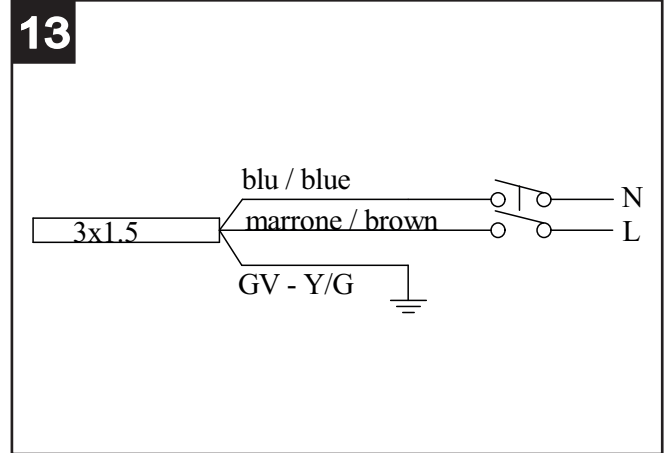 13
blu / blue
N
marrone / brown
L
3x1.5
GV - Y/G